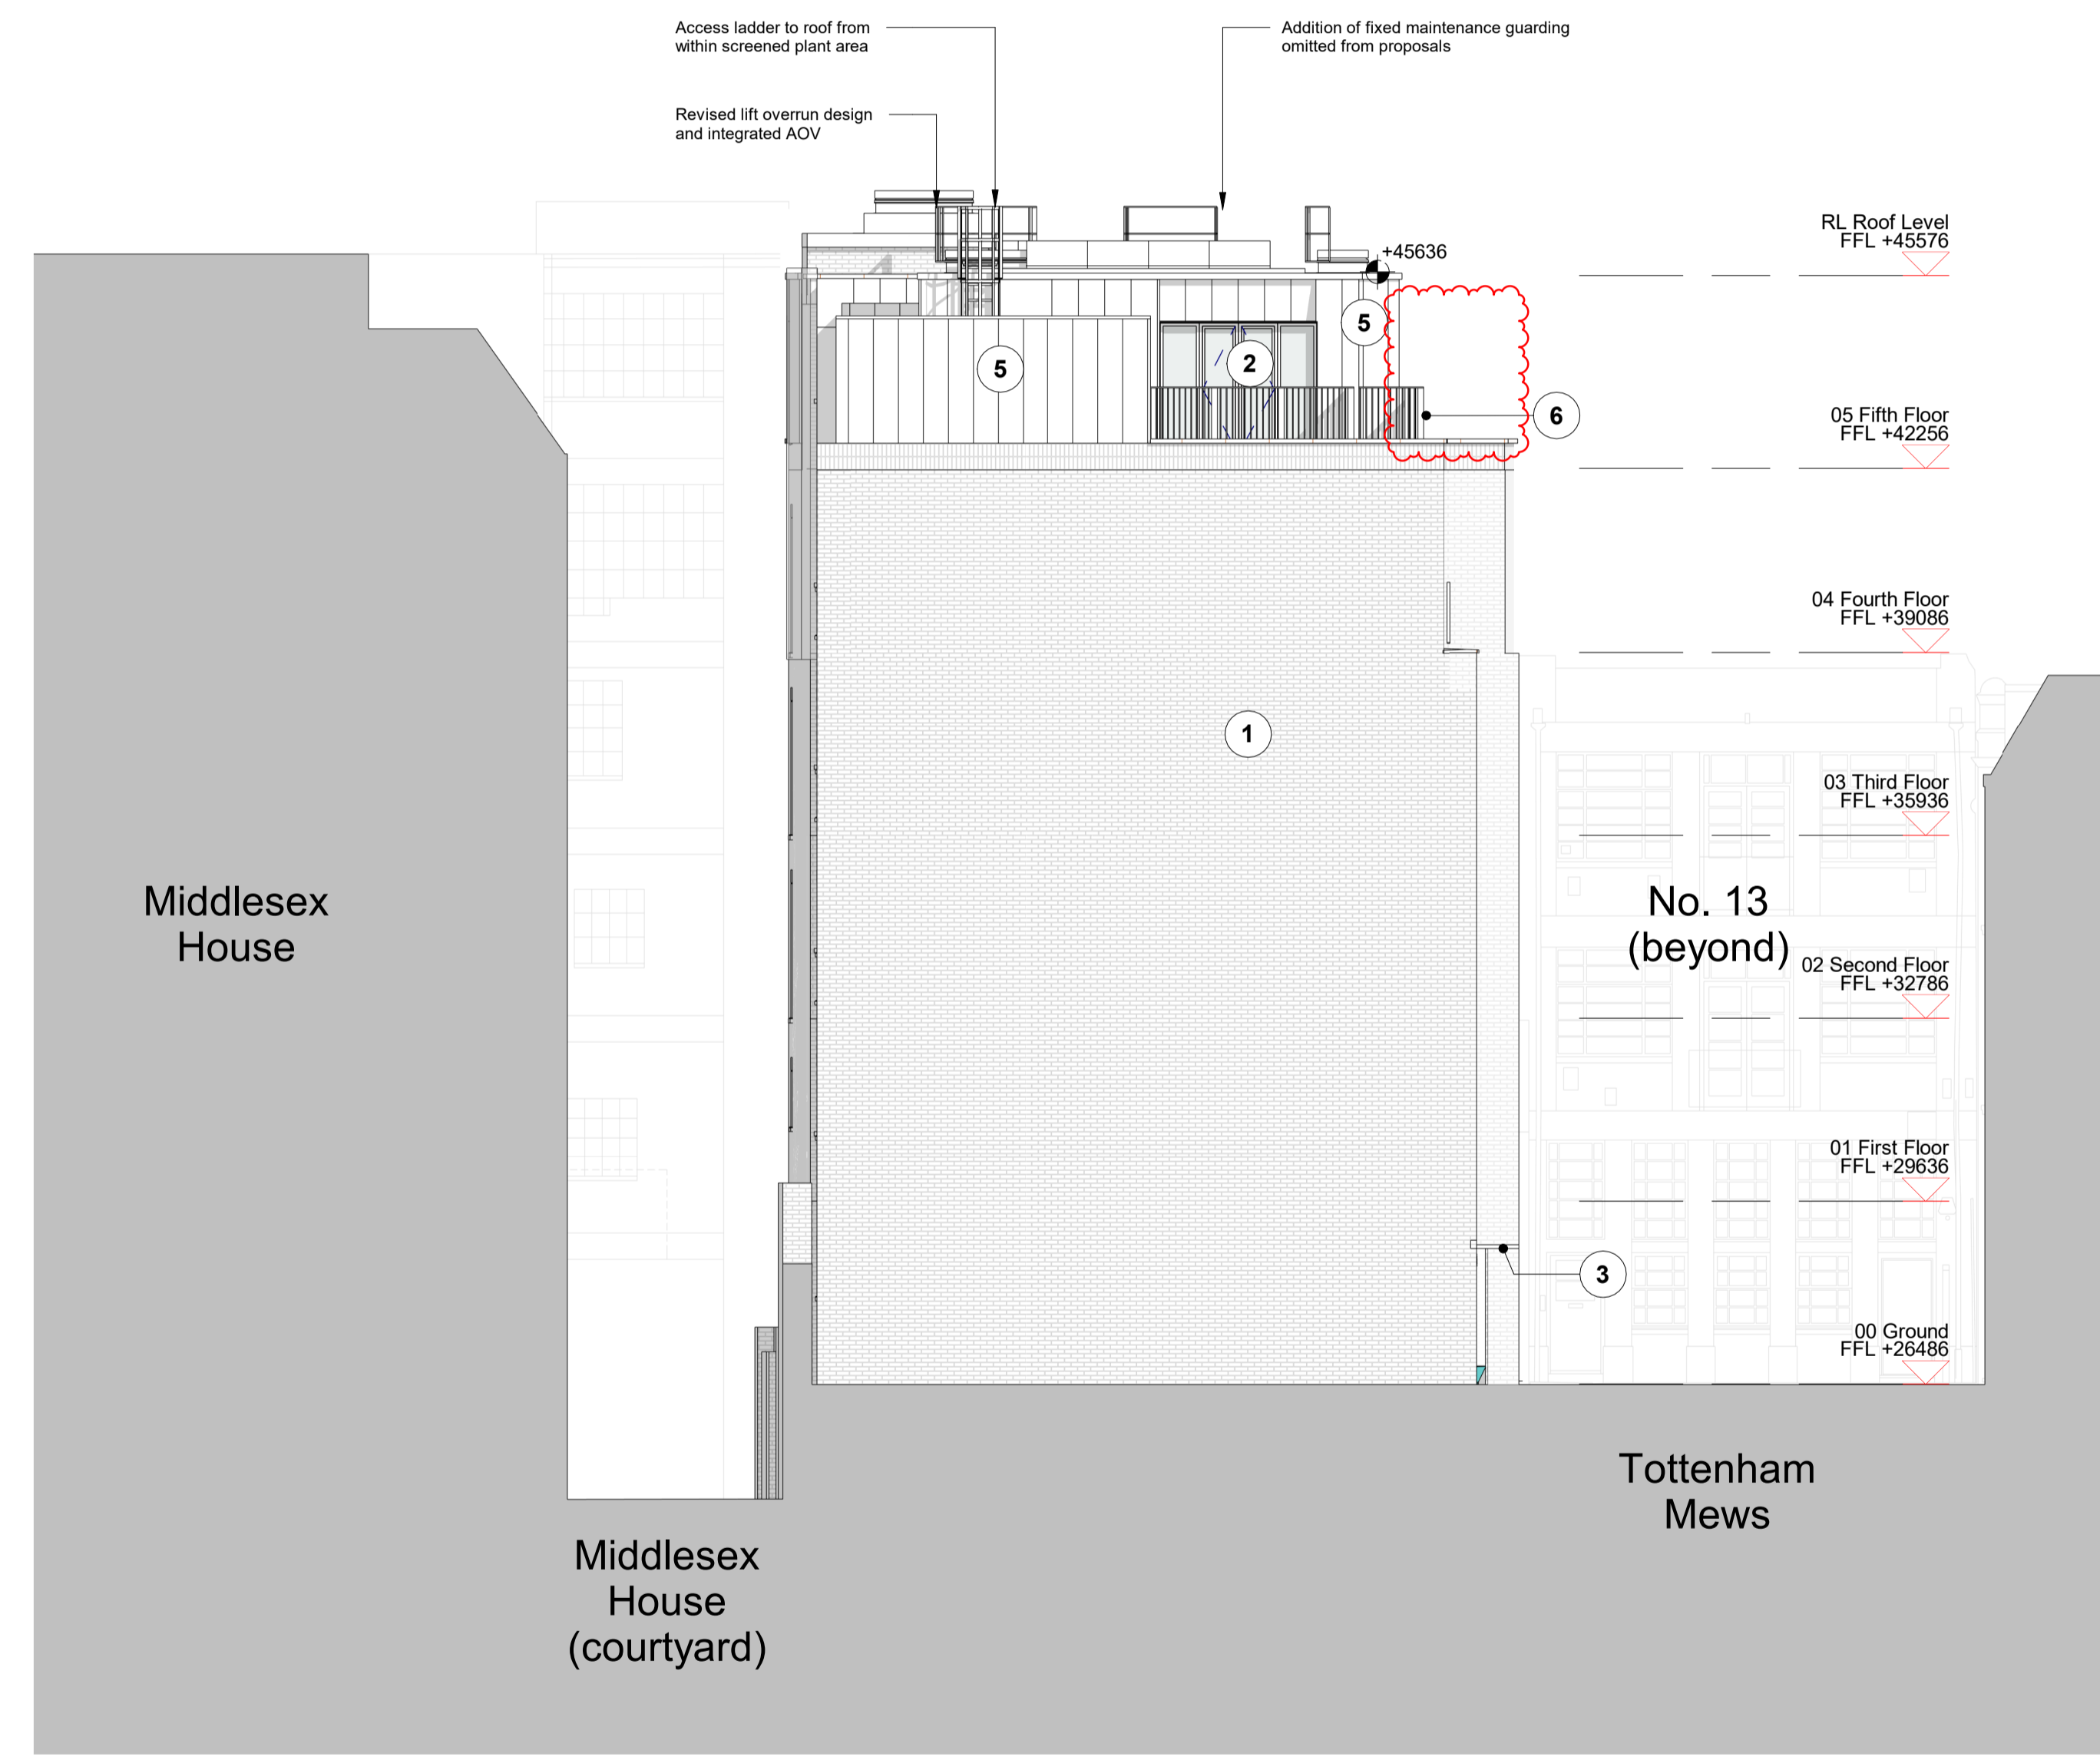 Access ladder to roof from
within screened plant area
Addition of fixed maintenance guarding
omitted from proposals
Revised lift overrun design
and integrated AOV
RL Roof Level
FFL +45576
+45636
5
2
5
6
05 Fifth Floor
FFL +42256
04 Fourth Floor
FFL +39086
1
03 Third Floor
FFL +35936
Middlesex
House
No. 13
(beyond)
02 Second Floor
FFL +32786
01 First Floor
FFL +29636
3
00 Ground
FFL +26486
Tottenham
Mews
Middlesex
House
(courtyard)